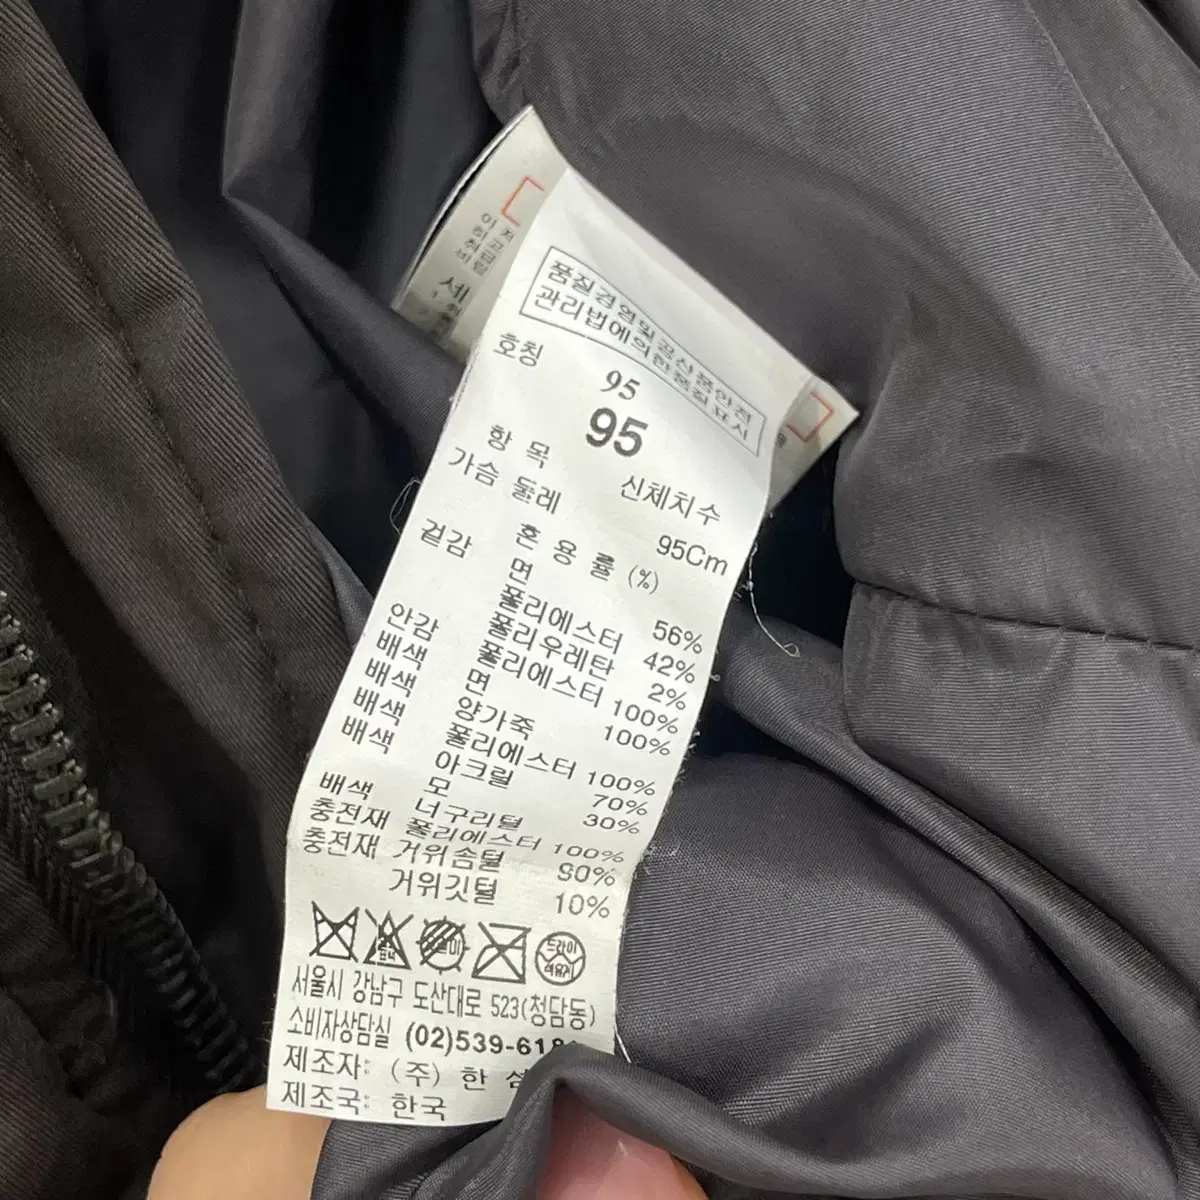 품질경영및공산품안전
관리법에의한품질표시
호칭
95
95
항 목 신체치수
가슴 둘레 95Cm
혼 용 률 (%)
겉감 면 56%
폴리에스터 42%
폴리우레탄 2%
안감 폴리에스터 100%
배색 면 100%
배색 양가죽
배색 폴리에스터 100%
배색 아크릴 70%
모 30%
배색 너구리털
충전재 폴리에스터 100%
충전재 거위솜털 90%
거위깃털 10%
드라이
서울시 강남구 도산대로 523(청담동)
소비자상담실 (02)539-618
제조자: (주) 한 섬
제조국: 한국
세